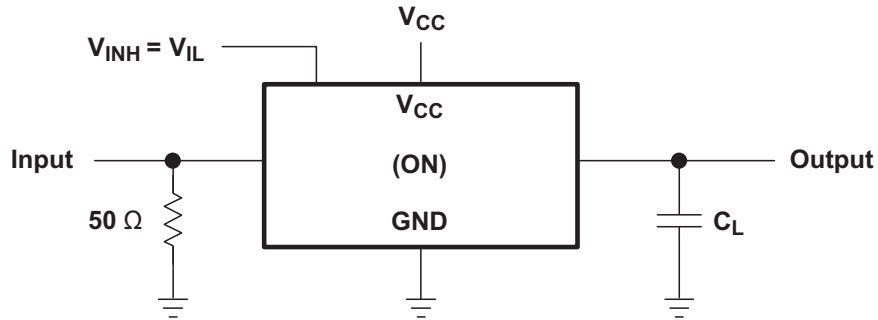 V_CC
V_INH = V_IL
V_CC
Input
(ON)
Output
50 Ω
GND
C_L